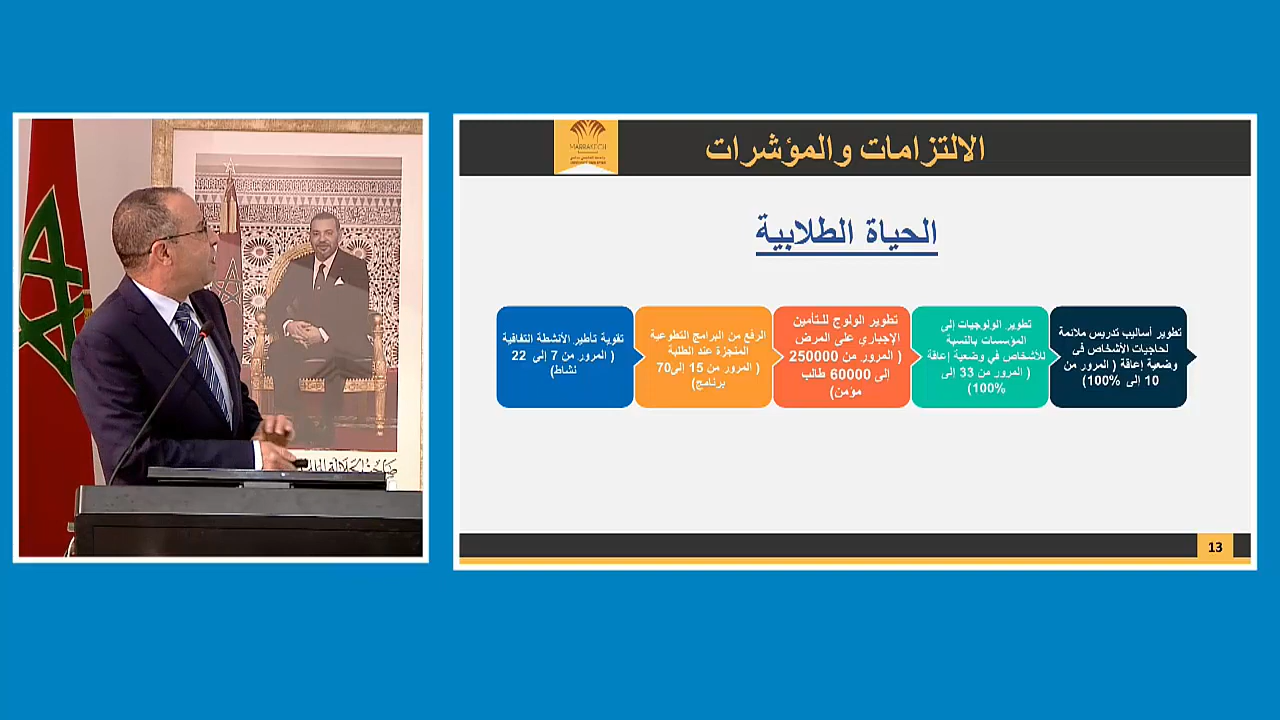 الالتزامات والمؤشرات
MARRAKECH
الحياة الطلابية
تطوير أساليب تدريس ملائمة
لحاجيات الأشخاص في
وضعية إعاقة ( المرور من
10 إلى 100%)
تطوير الولوجيات إلى
المؤسسات بالنسبة
للأشخاص في وضعية إعاقة
( المرور من 33 إلى
100%)
تطوير الولوج للتأمين
الإجباري على المرض
( المرور من 250000
إلى 60000 طالب
مؤمن)
الرفع من البرامج التطوعية
المنجزة عند الطلبة
( المرور من 15 إلى70
برنامج)
تقوية تأطير الأنشطة الثقافية
( المرور من 7 إلى 22
نشاط)
13